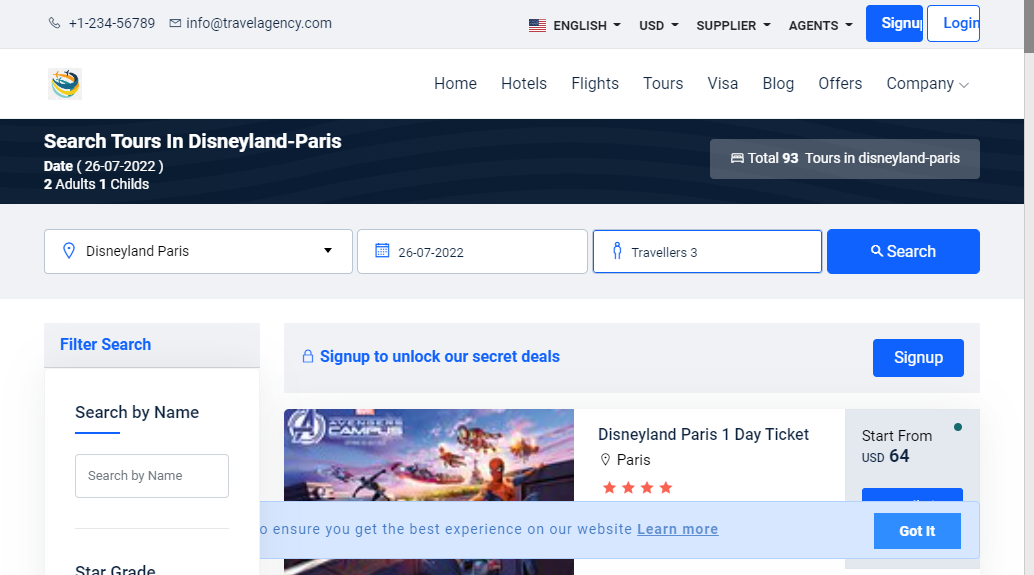 +1-234-56789 info@travelagency.com ENGLISH USD SUPPLIER AGENTS Signup Login
Home Hotels Flights Tours Visa Blog Offers Company
Search Tours In Disneyland-Paris
Date ( 26-07-2022 )
2 Adults 1 Childs
Total 93 Tours in disneyland-paris
Disneyland Paris 26-07-2022 Travellers 3 Search
Filter Search
Signup to unlock our secret deals Signup
Search by Name
Search by Name
AVENGERS
CAMPUS
Disneyland Paris 1 Day Ticket
Paris
Start From
USD 64
o ensure you get the best experience on our website Learn more Got It
Star Grade